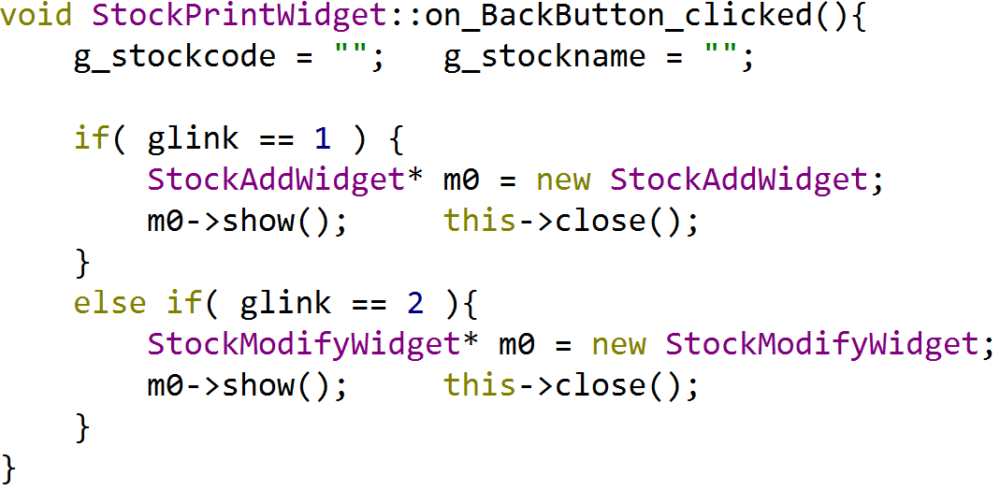 void StockPrintWidget::on_BackButton_clicked(){
    g_stockcode = "";   g_stockname = "";

    if( glink == 1 ) {
        StockAddWidget* m0 = new StockAddWidget;
        m0->show();     this->close();
    }
    else if( glink == 2 ){
        StockModifyWidget* m0 = new StockModifyWidget;
        m0->show();     this->close();
    }
}